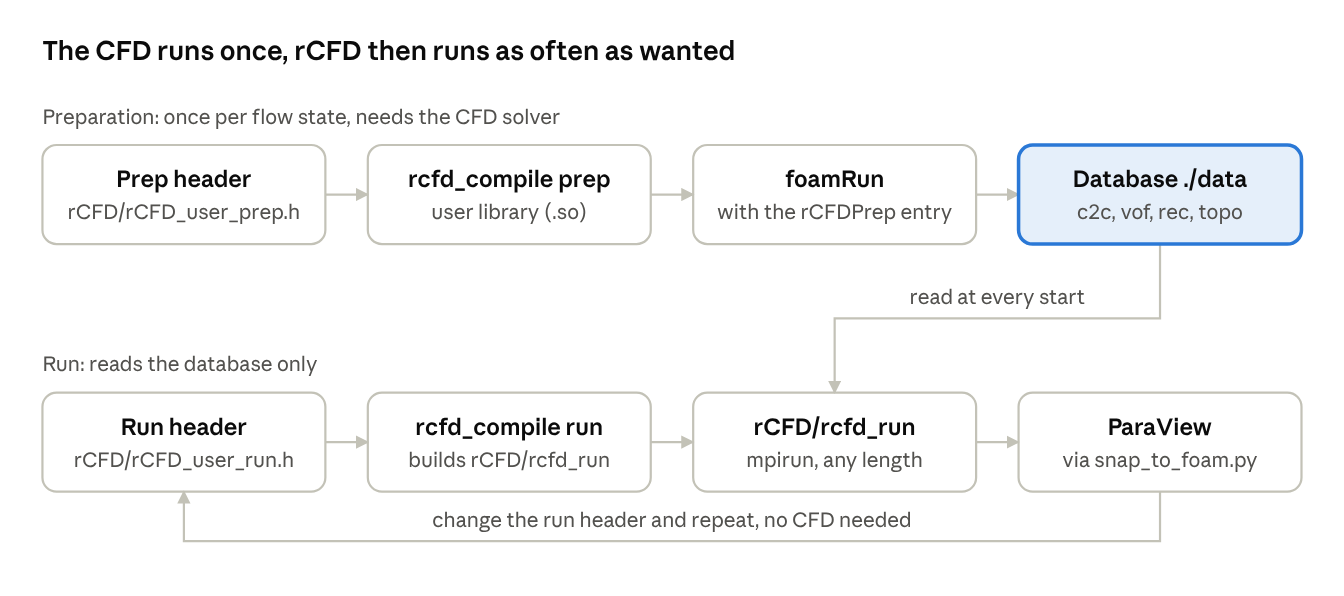 The CFD runs once, rCFD then runs as often as wanted
Preparation: once per flow state, needs the CFD solver
Prep header
rCFD/rCFD_user_prep.h
rcfd_compile prep
user library (.so)
foamRun
with the rCFDPrep entry
Database ./data
c2c, vof, rec, topo
read at every start
Run: reads the database only
Run header
rCFD/rCFD_user_run.h
rcfd_compile run
builds rCFD/rcfd_run
rCFD/rcfd_run
mpirun, any length
ParaView
via snap_to_foam.py
change the run header and repeat, no CFD needed